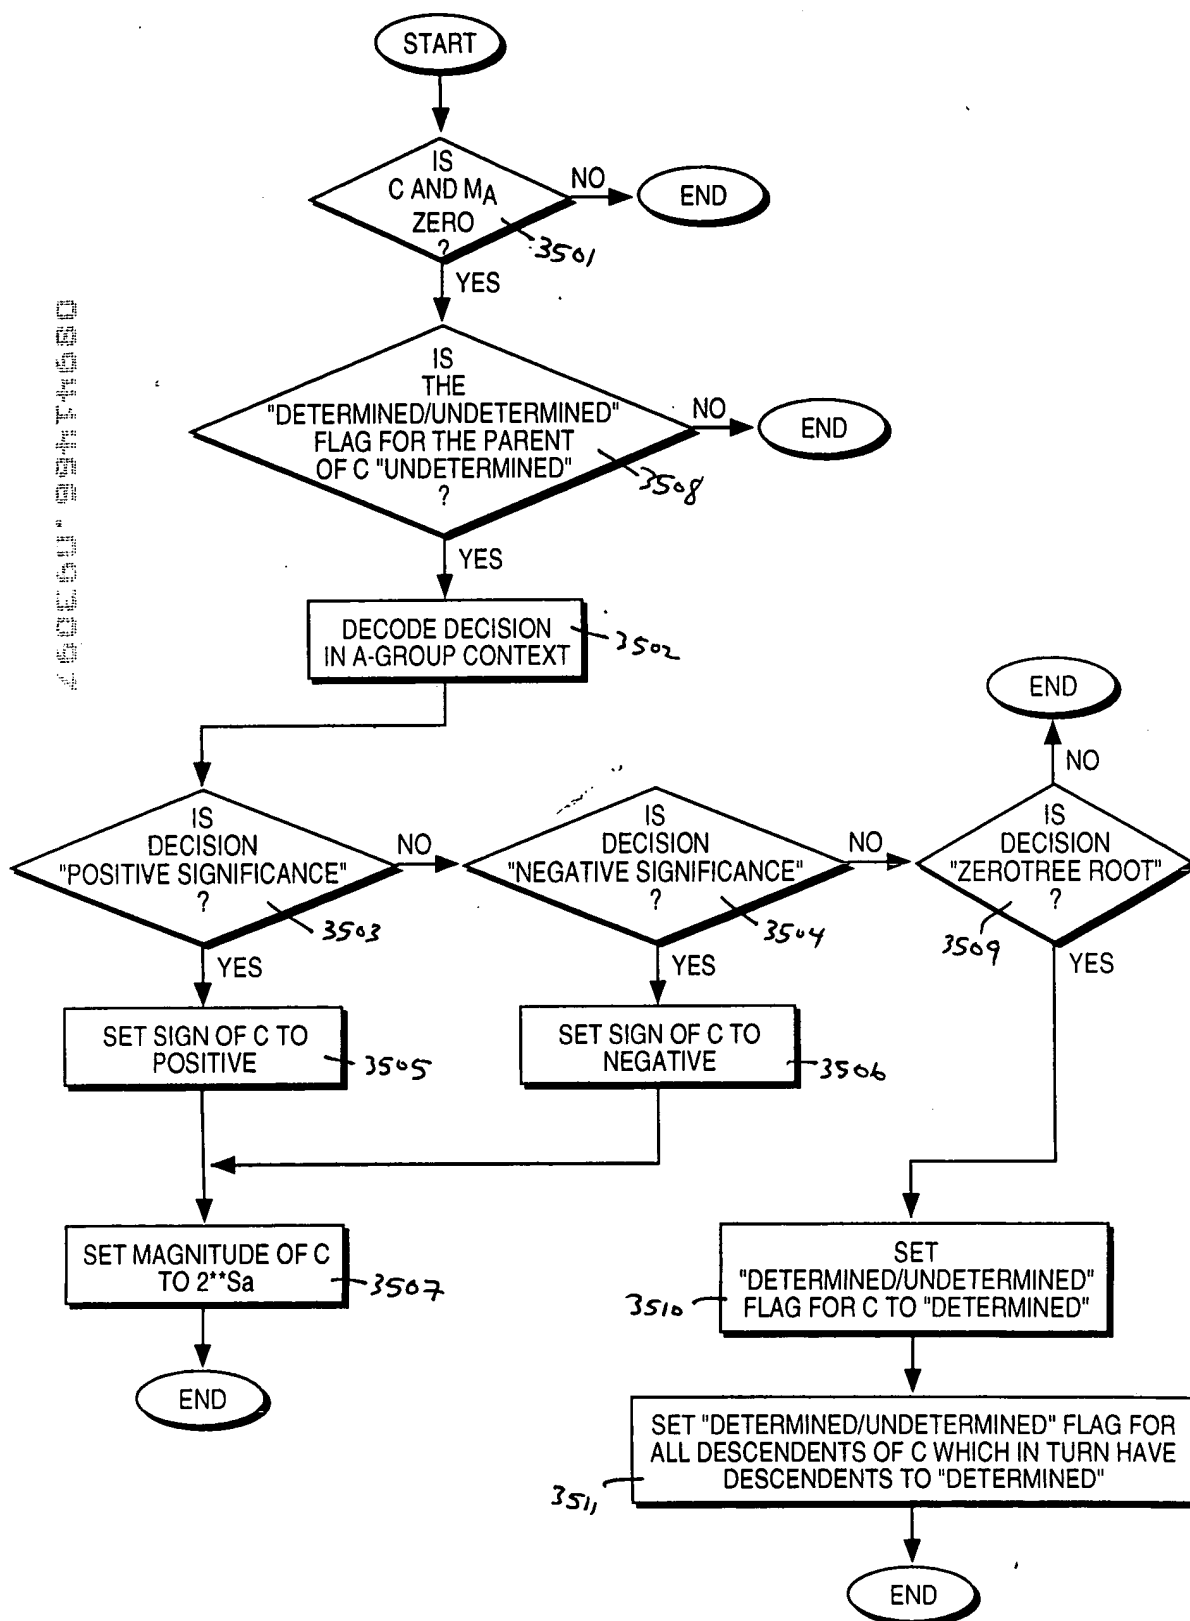 START
IS
C AND MA
ZERO
?
NO
END
3501
YES
IS
THE
"DETERMINED/UNDETERMINED"
FLAG FOR THE PARENT
OF C "UNDETERMINED"
?
NO
END
3508
YES
DECODE DECISION
IN A-GROUP CONTEXT
3502
END
NO
IS
DECISION
"POSITIVE SIGNIFICANCE"
?
NO
3503
IS
DECISION
"NEGATIVE SIGNIFICANCE"
?
NO
3504
IS
DECISION
"ZEROTREE ROOT"
?
3509
YES
YES
YES
SET SIGN OF C TO
POSITIVE
3505
SET SIGN OF C TO
NEGATIVE
3506
SET MAGNITUDE OF C
TO 2**Sa
3507
SET
"DETERMINED/UNDETERMINED"
FLAG FOR C TO "DETERMINED"
3510
END
SET "DETERMINED/UNDETERMINED" FLAG FOR
ALL DESCENDENTS OF C WHICH IN TURN HAVE
DESCENDENTS TO "DETERMINED"
3511
END